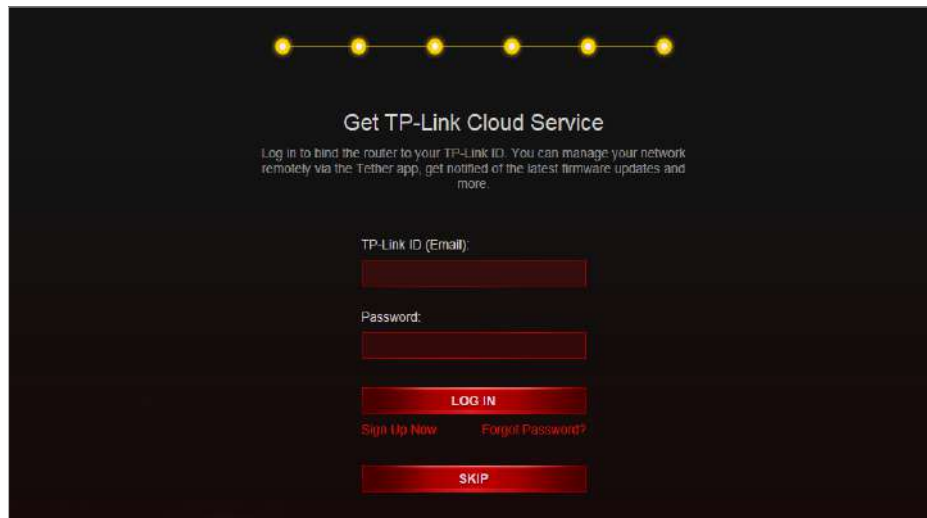 Get TP-Link Cloud Service
Log in to bind the router to your TP-Link ID. You can manage your network
remotely via the Tether app, get notified of the latest firmware updates and
more.
TP-Link ID (Email):
Password:
LOG IN
Sign Up Now Forgot Password?
SKIP